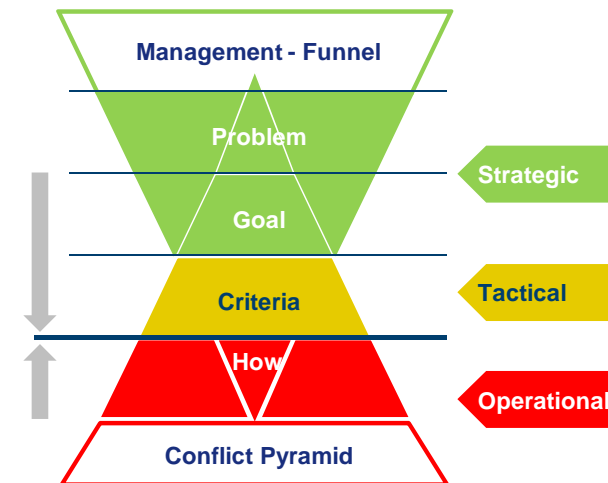 Management - Funnel
Problem
Strategic
Goal
Criteria
Tactical
How
Operational
Conflict Pyramid